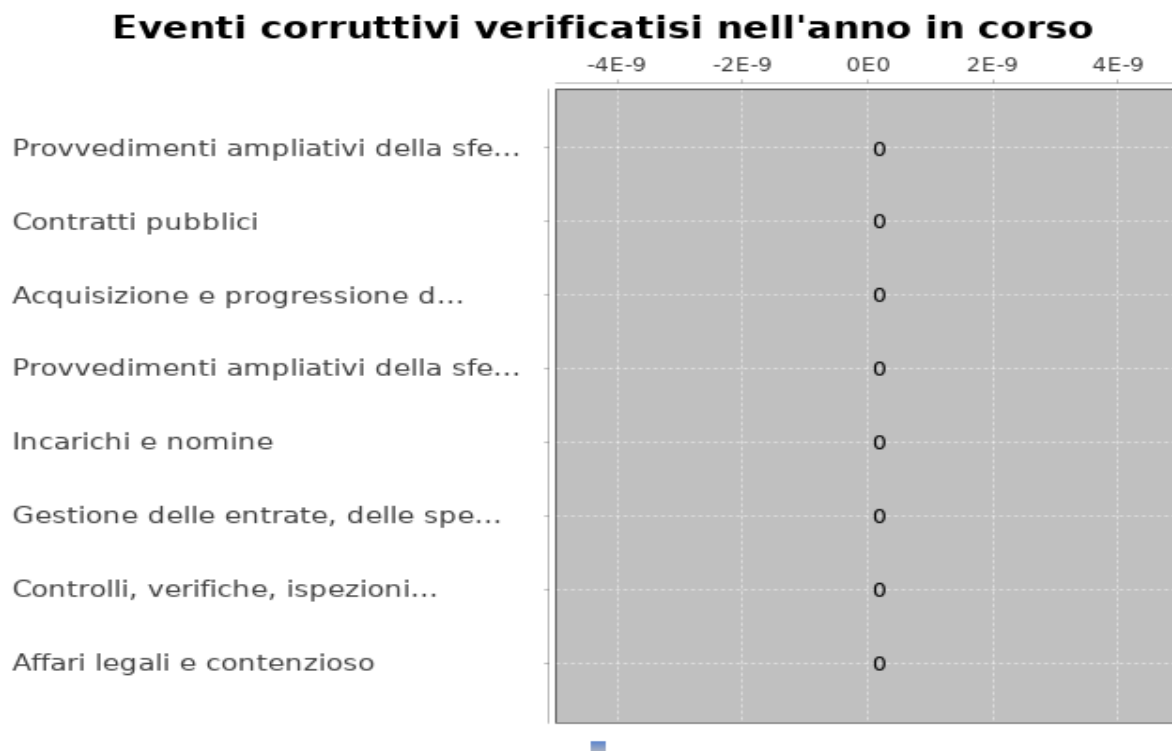 Eventi corruttivi verificatisi nell'anno in corso
-4E-9 -2E-9 0E0 2E-9 4E-9
Provvedimenti ampliativi della sfe... 0
Contratti pubblici 0
Acquisizione e progressione d... 0
Provvedimenti ampliativi della sfe... 0
Incarichi e nomine 0
Gestione delle entrate, delle spe... 0
Controlli, verifiche, ispezioni... 0
Affari legali e contenzioso 0